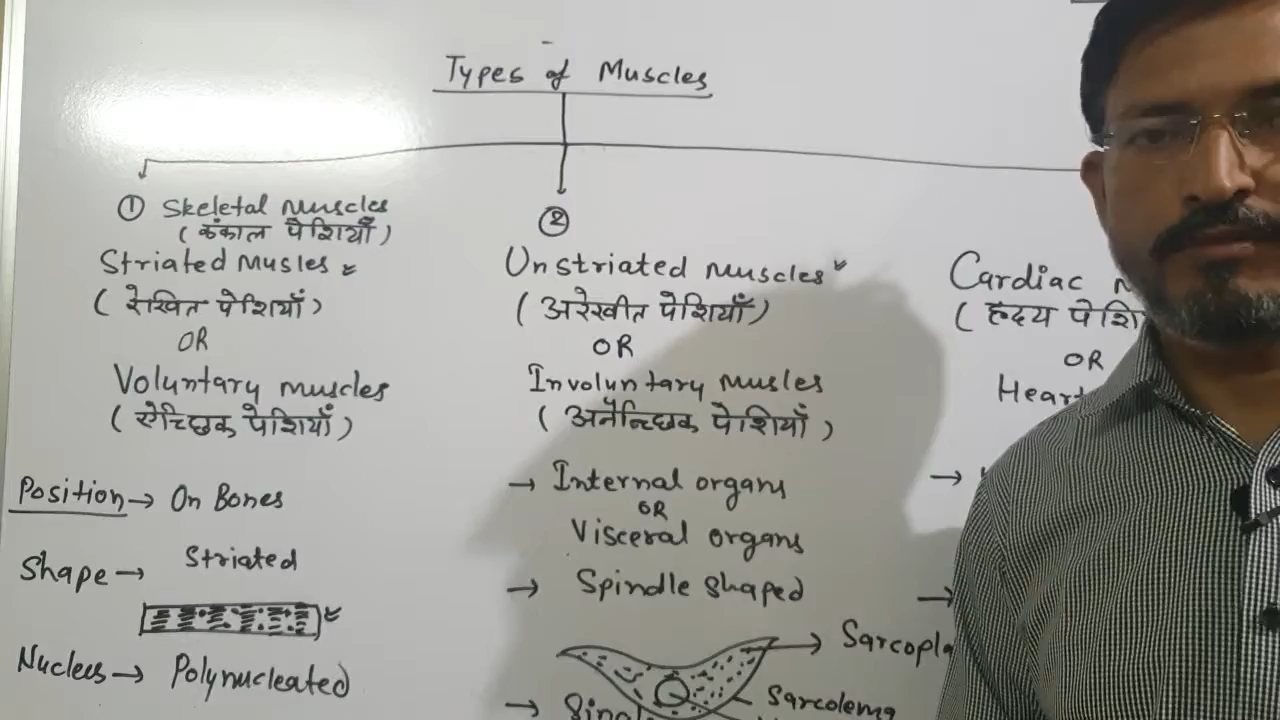 Types of Muscles
① Skeletal Muscles
(कंकाल पेशियाँ)
Striated Musles
(रेखित पेशियाँ)
OR
Voluntary muscles
(ऐच्छिक पेशियाँ)
Position → On Bones
Shape → Striated
Nucleus → Polynucleated
②
Unstriated muscles
(अरेखीत पेशियाँ)
OR
Involuntary musles
(अनैच्छिक पेशियाँ)
→ Internal organs
OR
Visceral organs
→ Spindle shaped
→ Sarcopla
Sarcolema
→ Singl
Cardiac
(हृदय पेशि
OR
Heart
→
→